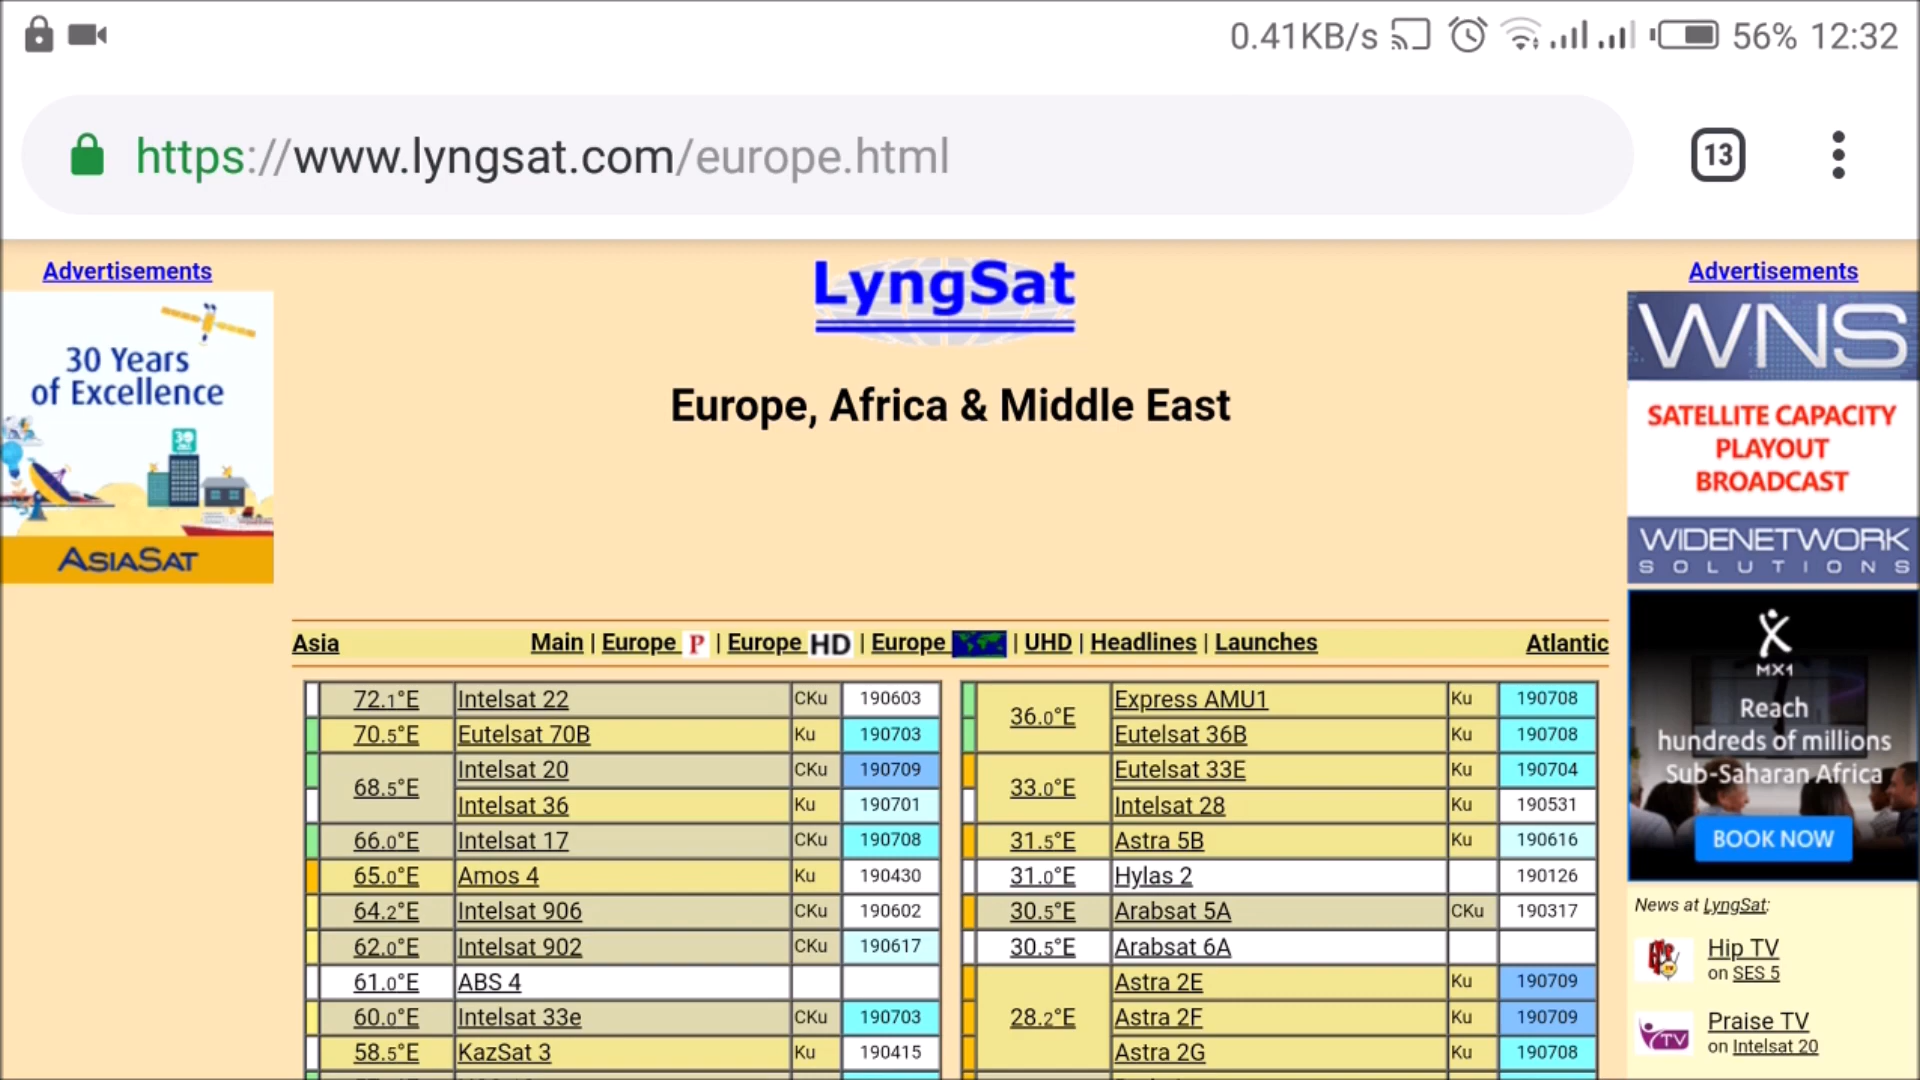 0.41KB/s 56% 12:32
https://www.lyngsat.com/europe.html 13
Advertisements
30 Years
of Excellence
30
ASIASAT
LyngSat
Europe, Africa & Middle East
Asia Main | Europe P | Europe HD | Europe | UHD | Headlines | Launches Atlantic
72.1°E Intelsat 22 CKu 190603
70.5°E Eutelsat 70B Ku 190703
68.5°E Intelsat 20 CKu 190709
Intelsat 36 Ku 190701
66.0°E Intelsat 17 CKu 190708
65.0°E Amos 4 Ku 190430
64.2°E Intelsat 906 CKu 190602
62.0°E Intelsat 902 CKu 190617
61.0°E ABS 4
60.0°E Intelsat 33e CKu 190703
58.5°E KazSat 3 Ku 190415
36.0°E Express AMU1 Ku 190708
Eutelsat 36B Ku 190708
33.0°E Eutelsat 33E Ku 190704
Intelsat 28 Ku 190531
31.5°E Astra 5B Ku 190616
31.0°E Hylas 2 190126
30.5°E Arabsat 5A CKu 190317
30.5°E Arabsat 6A
28.2°E Astra 2E Ku 190709
Astra 2F Ku 190709
Astra 2G Ku 190708
Advertisements
WNS
SATELLITE CAPACITY
PLAYOUT
BROADCAST
WIDENETWORK
SOLUTIONS
MX1
Reach
hundreds of millions
Sub-Saharan Africa
BOOK NOW
News at LyngSat:
Hip TV
on SES 5
TV
Praise TV
on Intelsat 20